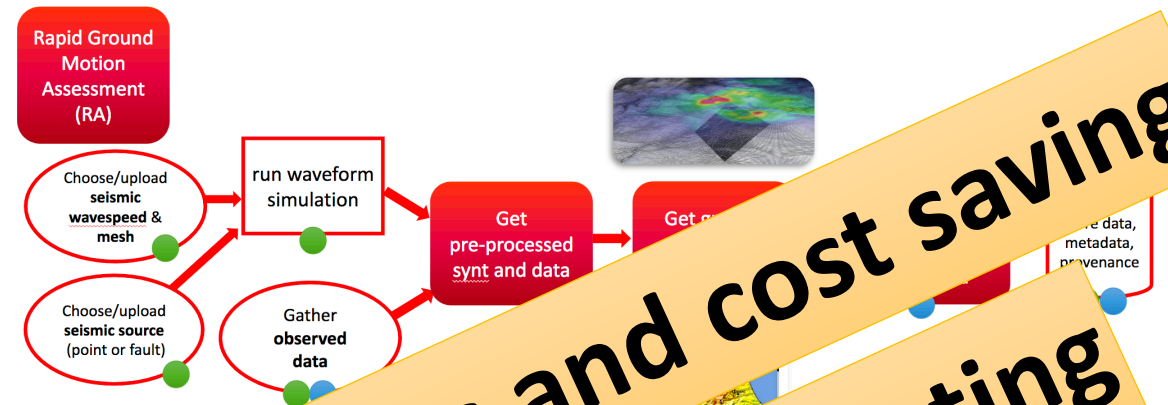 Rapid Ground
Motion
Assessment
(RA)
Choose/upload
seismic
wavespeed &
mesh
run waveform
simulation
Choose/upload
seismic source
(point or fault)
Gather
observed
data
Get
pre-processed
synt and data
Get
data,
metadata,
provenance
and cost saving